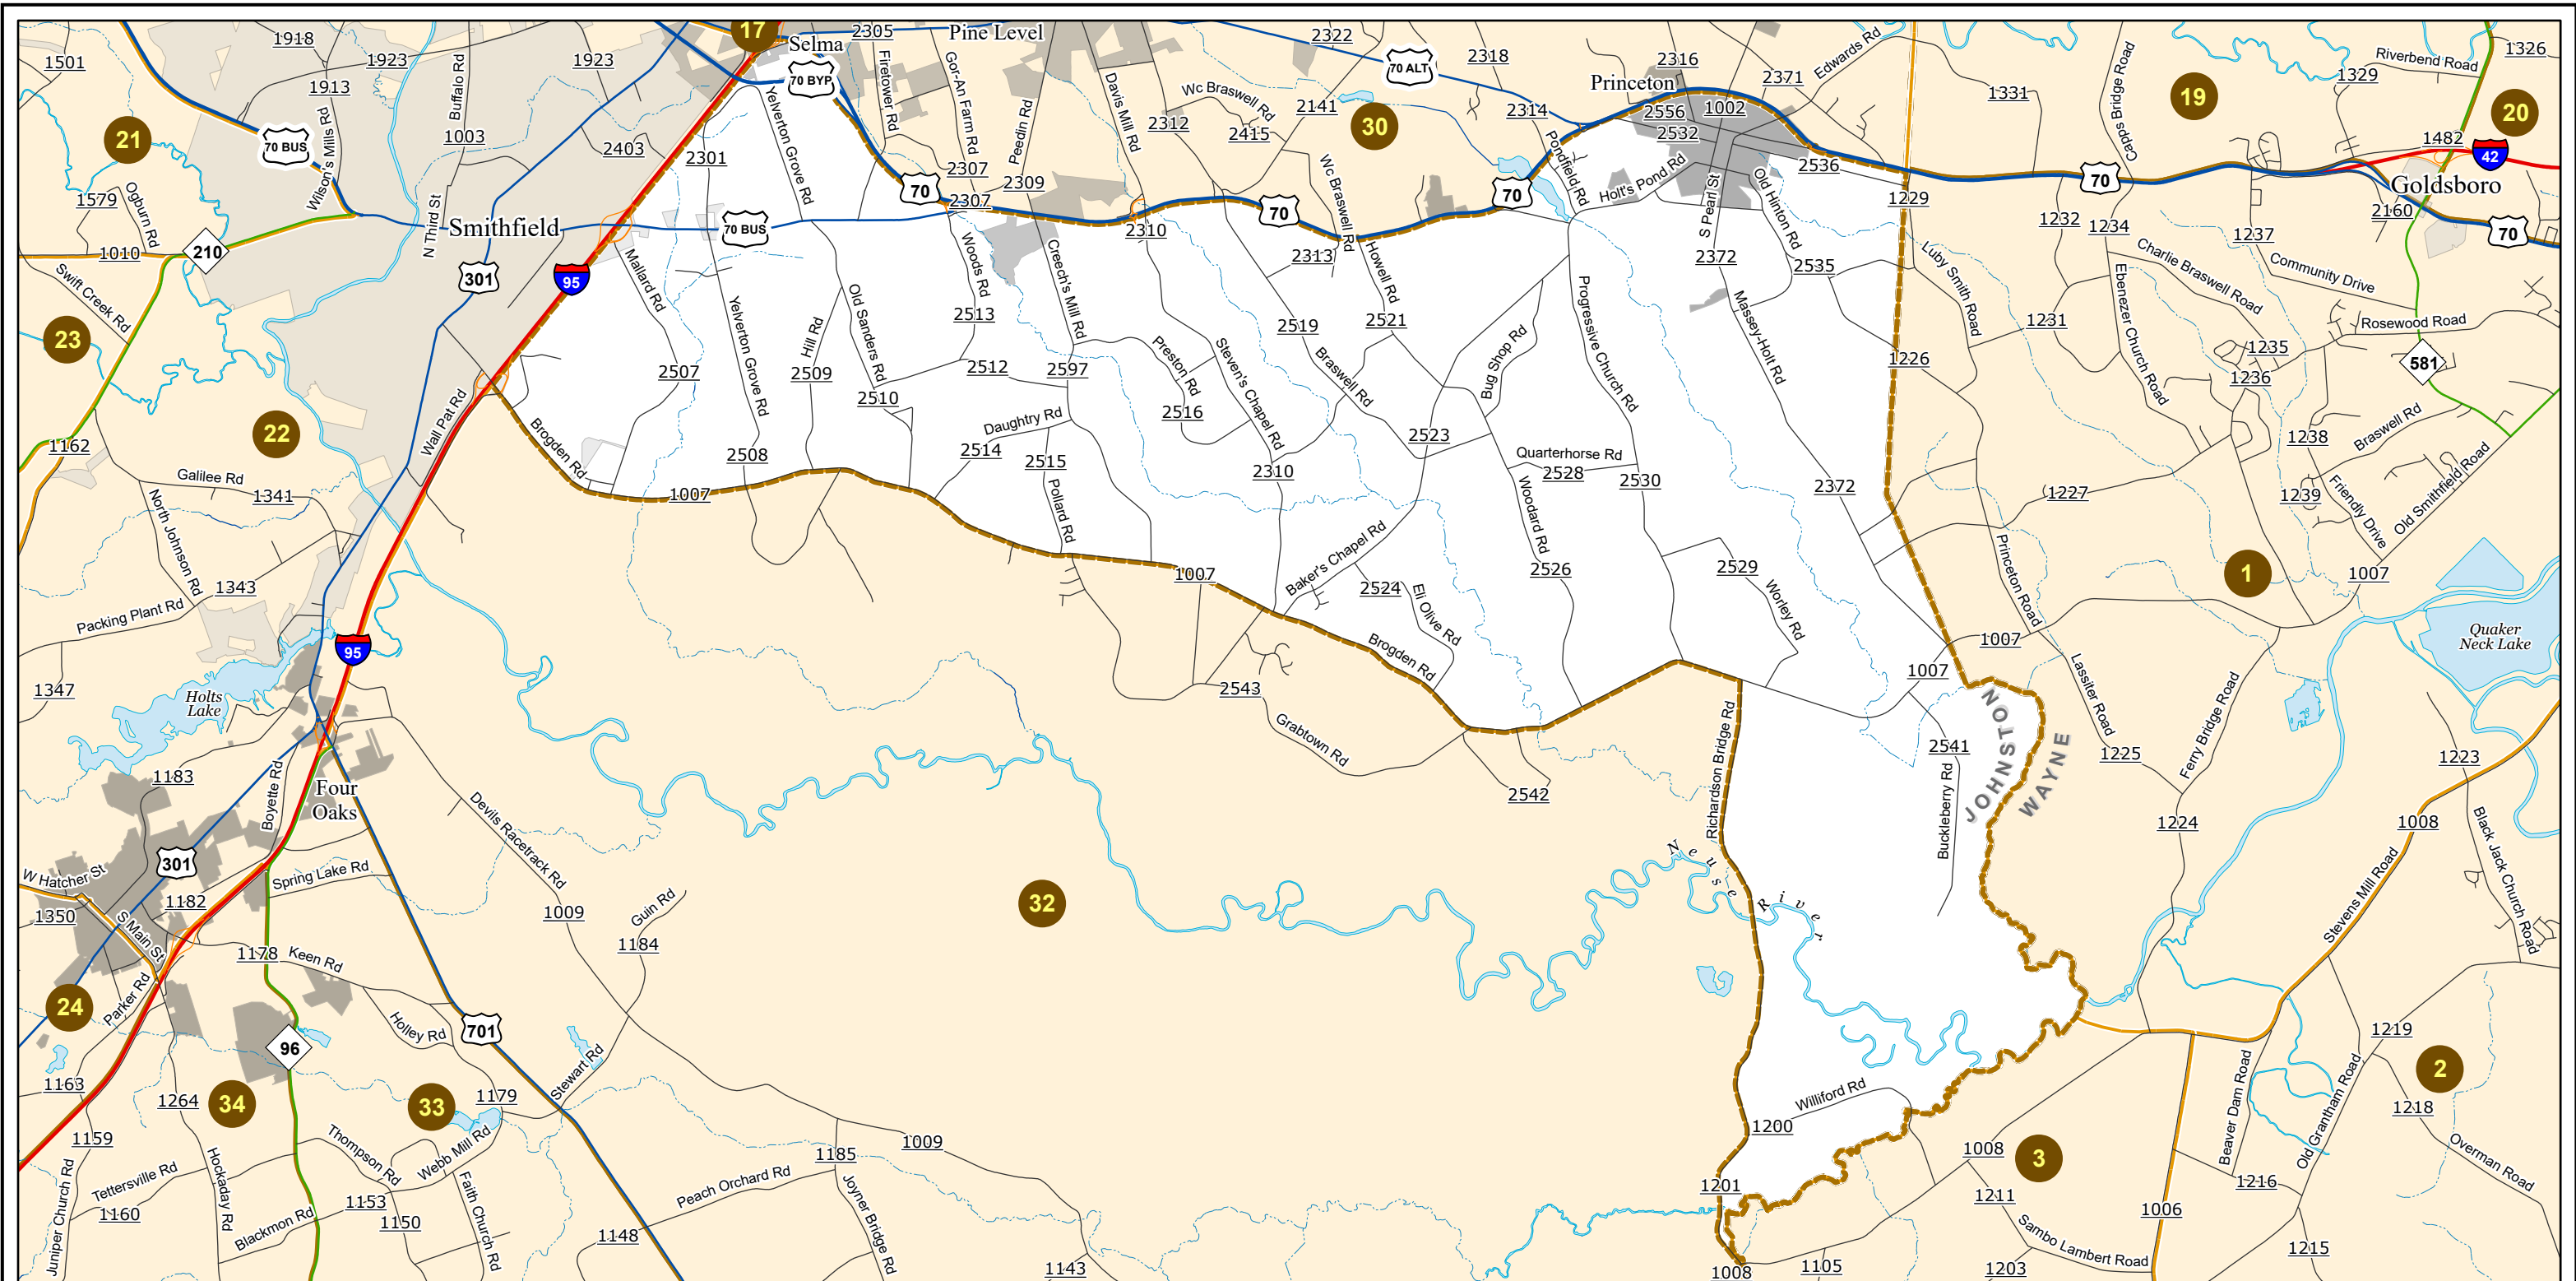 17
Selma
2305
Pine Level
2322
70 ALT
2318
2316
2371
Edwards Rd
1326
Riverbend Road
1329
1501
1918
1923
1913
Buffalo Rd
1923
70 BYP
Firetower Rd
Gor-An Farm Rd
Peedin Rd
Davis Mill Rd
Wc Braswell Rd
2141
2312
2415
30
Princeton
2314
2556
1002
2532
1331
Capps Bridge Road
19
20
1482
42
21
70 BUS
Wilson's Mills Rd
1003
2403
2301
Yelverton Grove Rd
2307
2309
2307
70
Wc Braswell Rd
70
70
Pondfield Rd
Holt's Pond Rd
2536
Old Hinton Rd
S Pearl St
1229
70
Goldsboro
2160
70
1579
Ogburn Rd
1010
210
N Third St
Smithfield
301
95
70 BUS
2310
2313
1232
1234
1237
Swift Creek Rd
Mallard Rd
Woods Rd
Creech's Mill Rd
Howell Rd
2372
2535
Luby Smith Road
Charlie Braswell Road
Community Drive
Ebenezer Church Road
23
Yelverton Grove Rd
Hill Rd
Old Sanders Rd
2513
Preston Rd
Steven's Chapel Rd
2519
2521
Braswell Rd
Bug Shop Rd
Progressive Church Rd
Massey-Holt Rd
1231
Rosewood Road
1235
1236
581
1226
2507
2509
2512
2510
2597
2516
2523
22
1162
Wall Pat Rd
Brogden Rd
2508
Daughtry Rd
2514
2515
2310
Quarterhorse Rd
2528
2530
2372
1227
1238
Braswell Rd
1239
Friendly Drive
Old Smithfield Road
Galilee Rd
1341
North Johnson Rd
1007
Pollard Rd
Woodard Rd
2526
2529
Worley Rd
Princeton Road
1
1007
1343
Packing Plant Rd
1347
95
1007
Baker's Chapel Rd
2524
Eli Olive Rd
Brogden Rd
1007
1007
Quaker
Neck Lake
Holts
Lake
2543
Grabtown Rd
2542
Richardson Bridge Rd
2541
Buckleberry Rd
JOHNSTON
WAYNE
Lassiter Road
1225
Ferry Bridge Road
1224
1223
1008
Black Jack Church Road
Stevens Mill Road
1183
Boyette Rd
Four
Oaks
Devils Racetrack Rd
301
W Hatcher St
1350
1182
S Main St
Spring Lake Rd
1009
Guin Rd
1184
32
Neuse River
1178
Keen Rd
24
Parker Rd
Holley Rd
701
96
Stewart Rd
1163
1264
34
33
1179
1159
Thompson Rd
Webb Mill Rd
Tettersville Rd
1160
Juniper Church Rd
Hockaday Rd
Blackmon Rd
1153
1150
Faith Church Rd
1148
Peach Orchard Rd
1185
1009
Joyner Bridge Rd
1143
Williford Rd
1200
1201
1008
1105
1008
3
1211
Sambo Lambert Road
1203
1006
Beaver Dam Road
1216
Old Grantham Road
1219
2
1218
Overman Road
1215